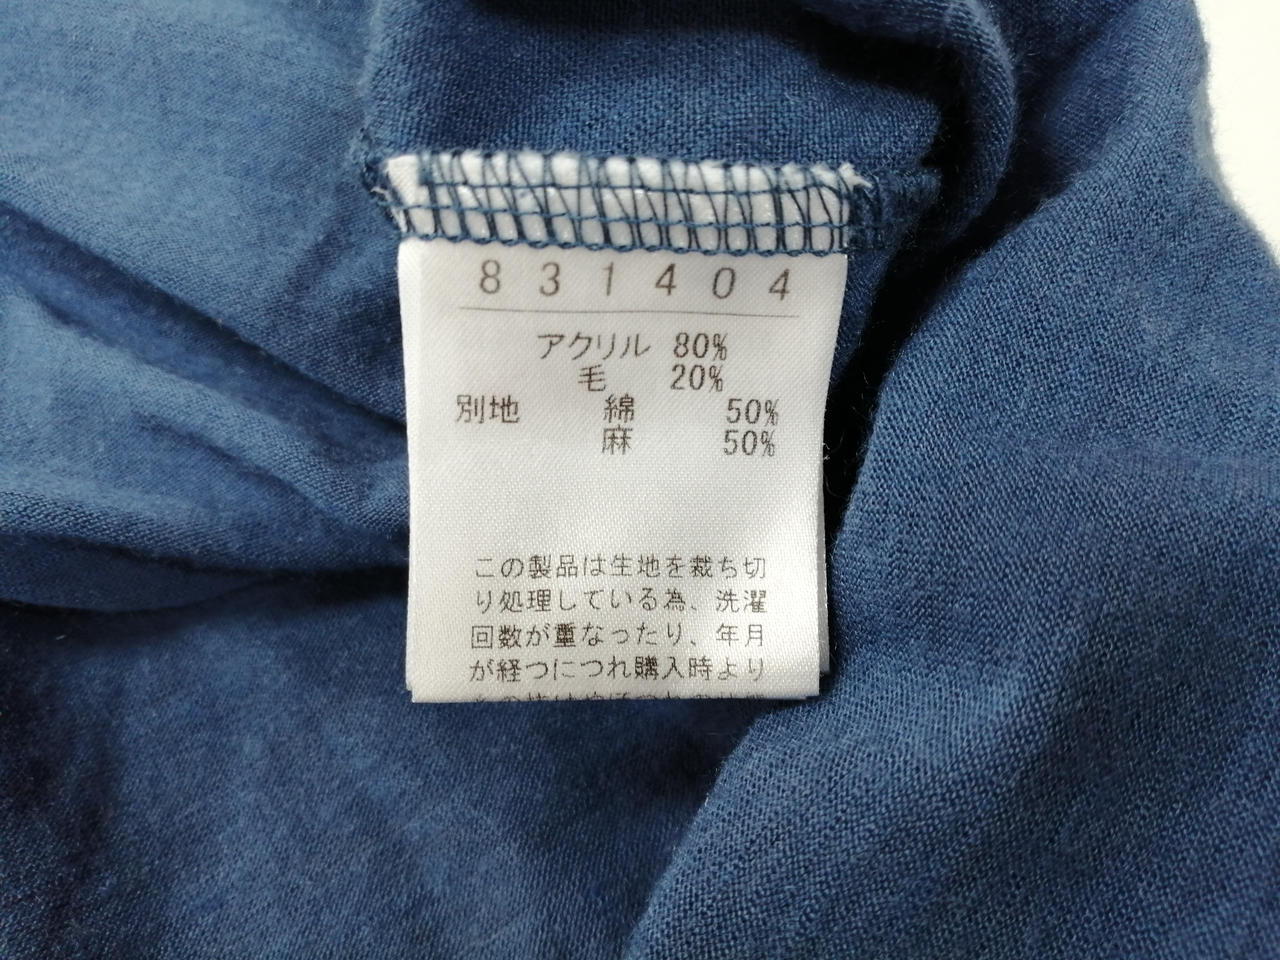 831404
アクリル 80%
毛 20%
別地 綿 50%
麻 50%
この製品は生地を裁ち切
り処理している為、洗濯
回数が重なったり、年月
が経つにつれ購入時より